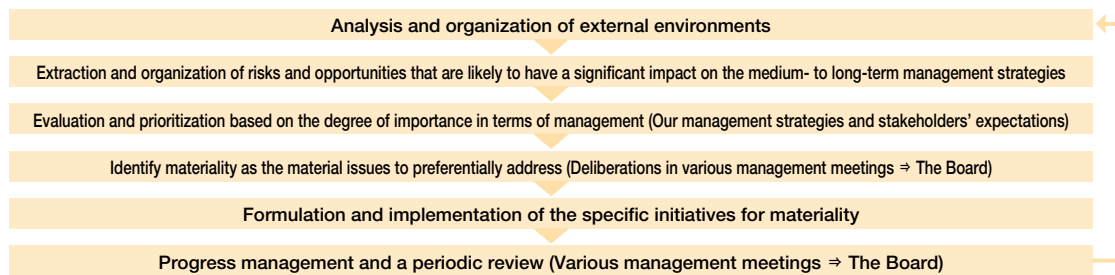 Analysis and organization of external environments
Extraction and organization of risks and opportunities that are likely to have a significant impact on the medium- to long-term management strategies
Evaluation and prioritization based on the degree of importance in terms of management (Our management strategies and stakeholders’ expectations)
Identify materiality as the material issues to preferentially address (Deliberations in various management meetings ⇒ The Board)
Formulation and implementation of the specific initiatives for materiality
Progress management and a periodic review (Various management meetings ⇒ The Board)